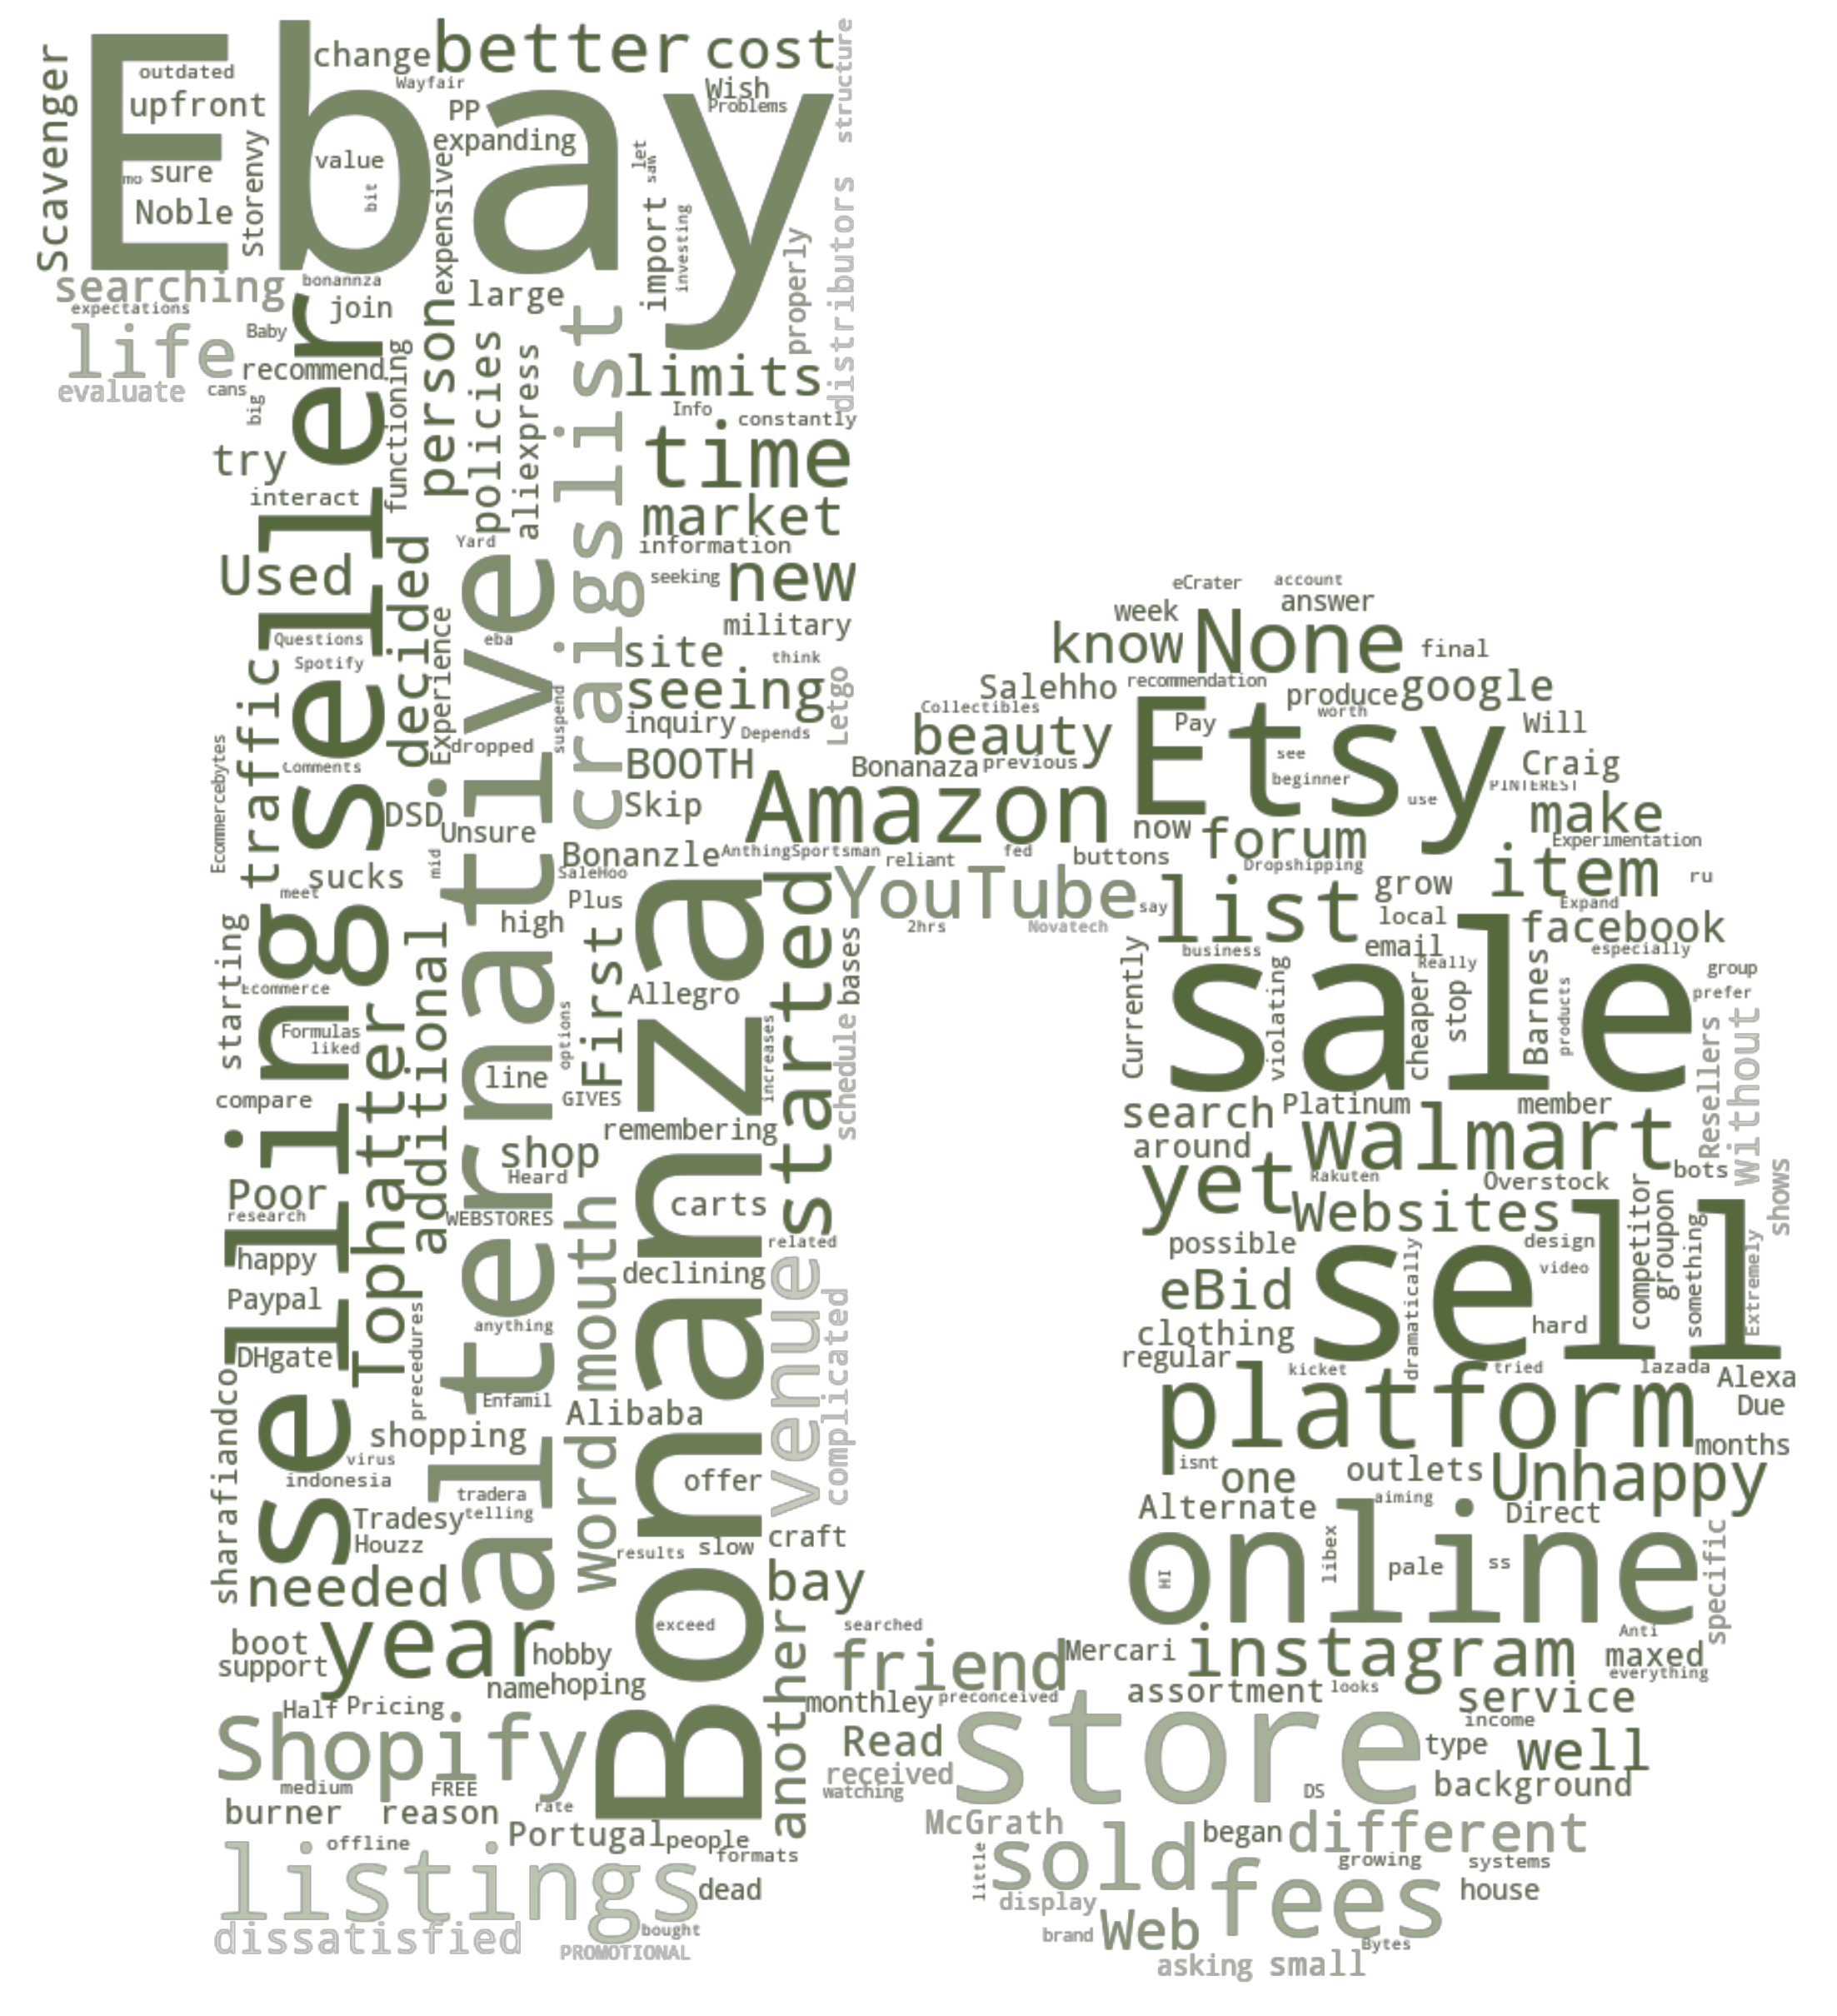 Ebay
Scavenger
outdated
change
better
cost
structure
Wayfair
Wish
Problems
upfront
PP
expanding
value
sure
mo
Noble
Storenvy
bit
expensive
let
saw
import
investing
properly
distributors
searching
bonannza
expectations
join
large
life
Baby
recommend
evaluate
cans
big
functioning
person
policies
aliexpress
craigslist
limits
Info
constantly
time
try
interact
market
Yard
information
Used
seller
decided
seeking
new
military
Questions
Spotify
Experience
eba
site
think
seeing
Letgo
traffic
suspend
inquiry
Depends
dropped
Comments
BOOTH
Ecommercebytes
DSD
Unsure
Skip
alternative
Amazon
mid
Bonanzle
AnthingSportsman
sucks
SaleHoo
meet
Plus
high
YouTube
reliant
fed
buttons
2hrs
Novatech
say
eCrater
account
week
answer
know
None
final
Salehho
recommendation
produce
google
Collectibles
worth
beauty
Etsy
Pay
Will
see
Bonanaza
previous
beginner
Craig
use
PINTEREST
make
now
forum
Experimentation
Dropshipping
item
ru
list
grow
local
Expand
facebook
business
email
Really
especially
group
sale
prefer
Currently
violating
cheaper
stop
Barnes
products
Resellers
without
starting
Ecommerce
Formulas
liked
selling
additional
First
Allegro
bases
started
schedule
increases
options
line
GIVES
compare
Tophatter
remembering
shop
Heard
Poor
research
WEBSTORES
carts
Bonanza
related
happy
declining
Paypal
precedures
anything
word
mouth
venue
complicated
DHgate
Enfamil
Alibaba
sharafiandco
shopping
virus
indonesia
tradera
offer
Tradesy
telling
Houzz
results
slow
craft
needed
bay
search
Platinum
member
around
walmart
yet
Rakuten
Overstock
bots
shows
Websites
competitor
groupon
something
Extremely
possible
design
sell
eBid
video
dramatically
clothing
hard
regular
kicket
tried
lazada
Alexa
platform
Due
months
isnt
one
outlets
Unhappy
Alternate
aiming
Direct
online
HI
libex
pale
ss
specific
boot
year
exceed
another
searched
support
hobby
friend
Mercari
instagram
Anti
maxed
everything
name
hoping
monthley
preconceived
assortment
looks
service
Half
Pricing
income
Shopify
Read
store
type
well
received
medium
FREE
watching
DS
background
burner
reason
rate
McGrath
Portugal
people
began
different
offline
formats
sold
little
growing
systems
listings
dead
fees
house
display
dissatisfied
bought
brand
Web
Bytes
PROMOTIONAL
asking
small